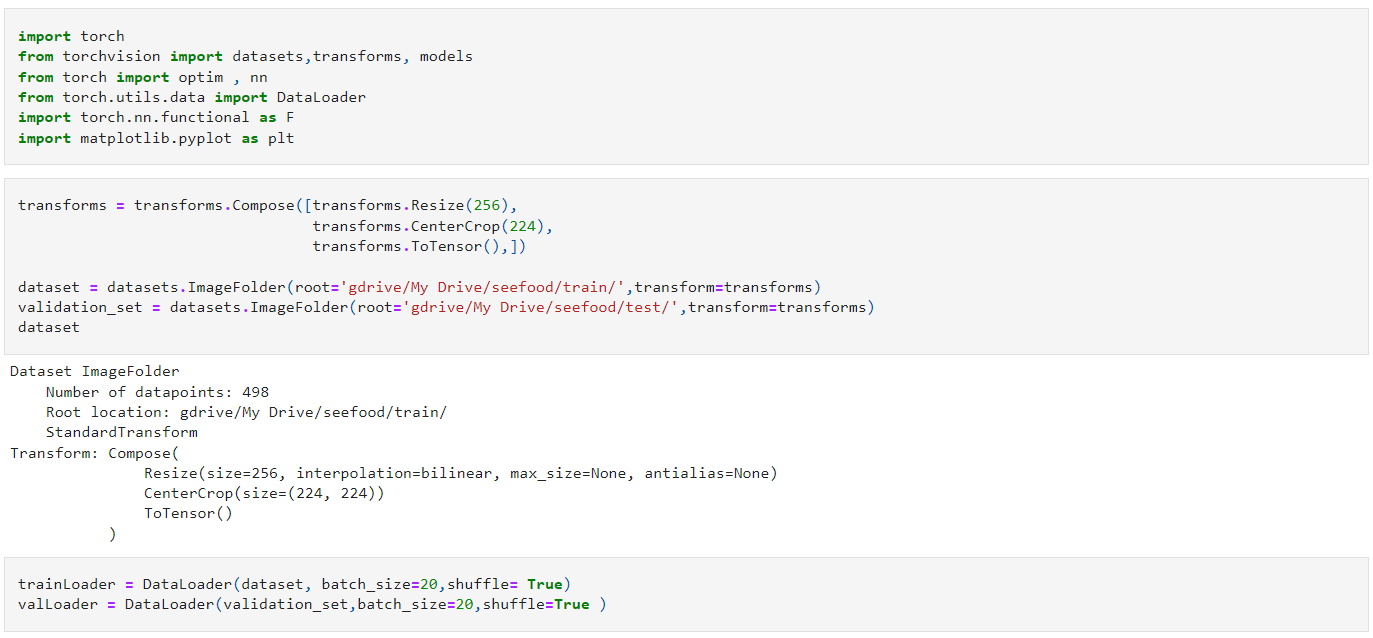 import torch
from torchvision import datasets,transforms, models
from torch import optim , nn
from torch.utils.data import DataLoader
import torch.nn.functional as F
import matplotlib.pyplot as plt
transforms = transforms.Compose([transforms.Resize(256),
                                 transforms.CenterCrop(224),
                                 transforms.ToTensor(),])
dataset = datasets.ImageFolder(root='gdrive/My Drive/seefood/train/',transform=transforms)
validation_set = datasets.ImageFolder(root='gdrive/My Drive/seefood/test/',transform=transforms)
dataset
Dataset ImageFolder
    Number of datapoints: 498
    Root location: gdrive/My Drive/seefood/train/
    StandardTransform
Transform: Compose(
               Resize(size=256, interpolation=bilinear, max_size=None, antialias=None)
               CenterCrop(size=(224, 224))
               ToTensor()
           )
trainLoader = DataLoader(dataset, batch_size=20,shuffle= True)
valLoader = DataLoader(validation_set,batch_size=20,shuffle=True )